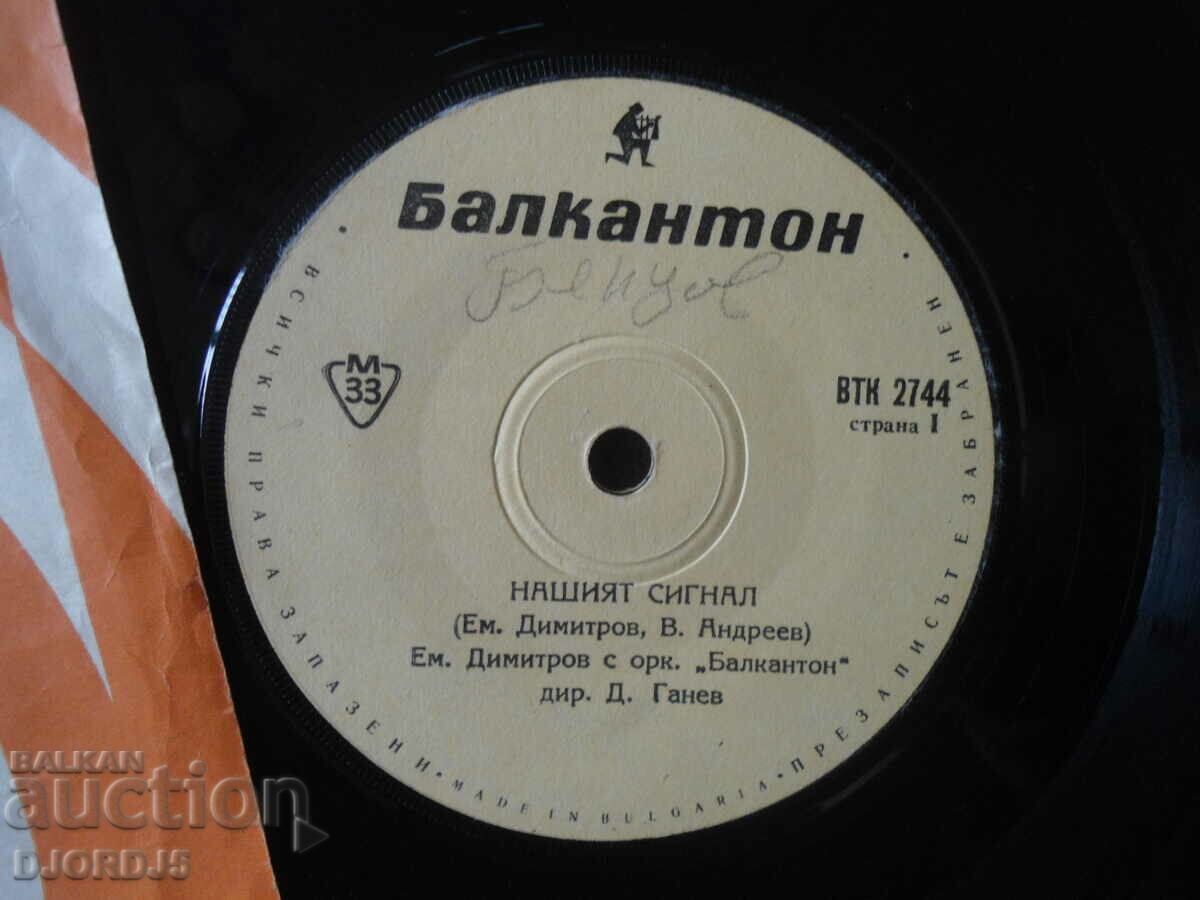 Балкантон
Бенцов
М
33
ВТК 2744
страна I
НАШИЯТ СИГНАЛ
(Ем. Димитров, В. Андреев)
Ем. Димитров с орк. „Балкантон“
дир. Д. Ганев
ВСИЧКИ ПРАВА ЗАПАЗЕНИ • MADE IN BULGARIA • ПРЕЗАПИСЪТ Е ЗАБРАНЕН
BALKAN
auction
DJORDJ5